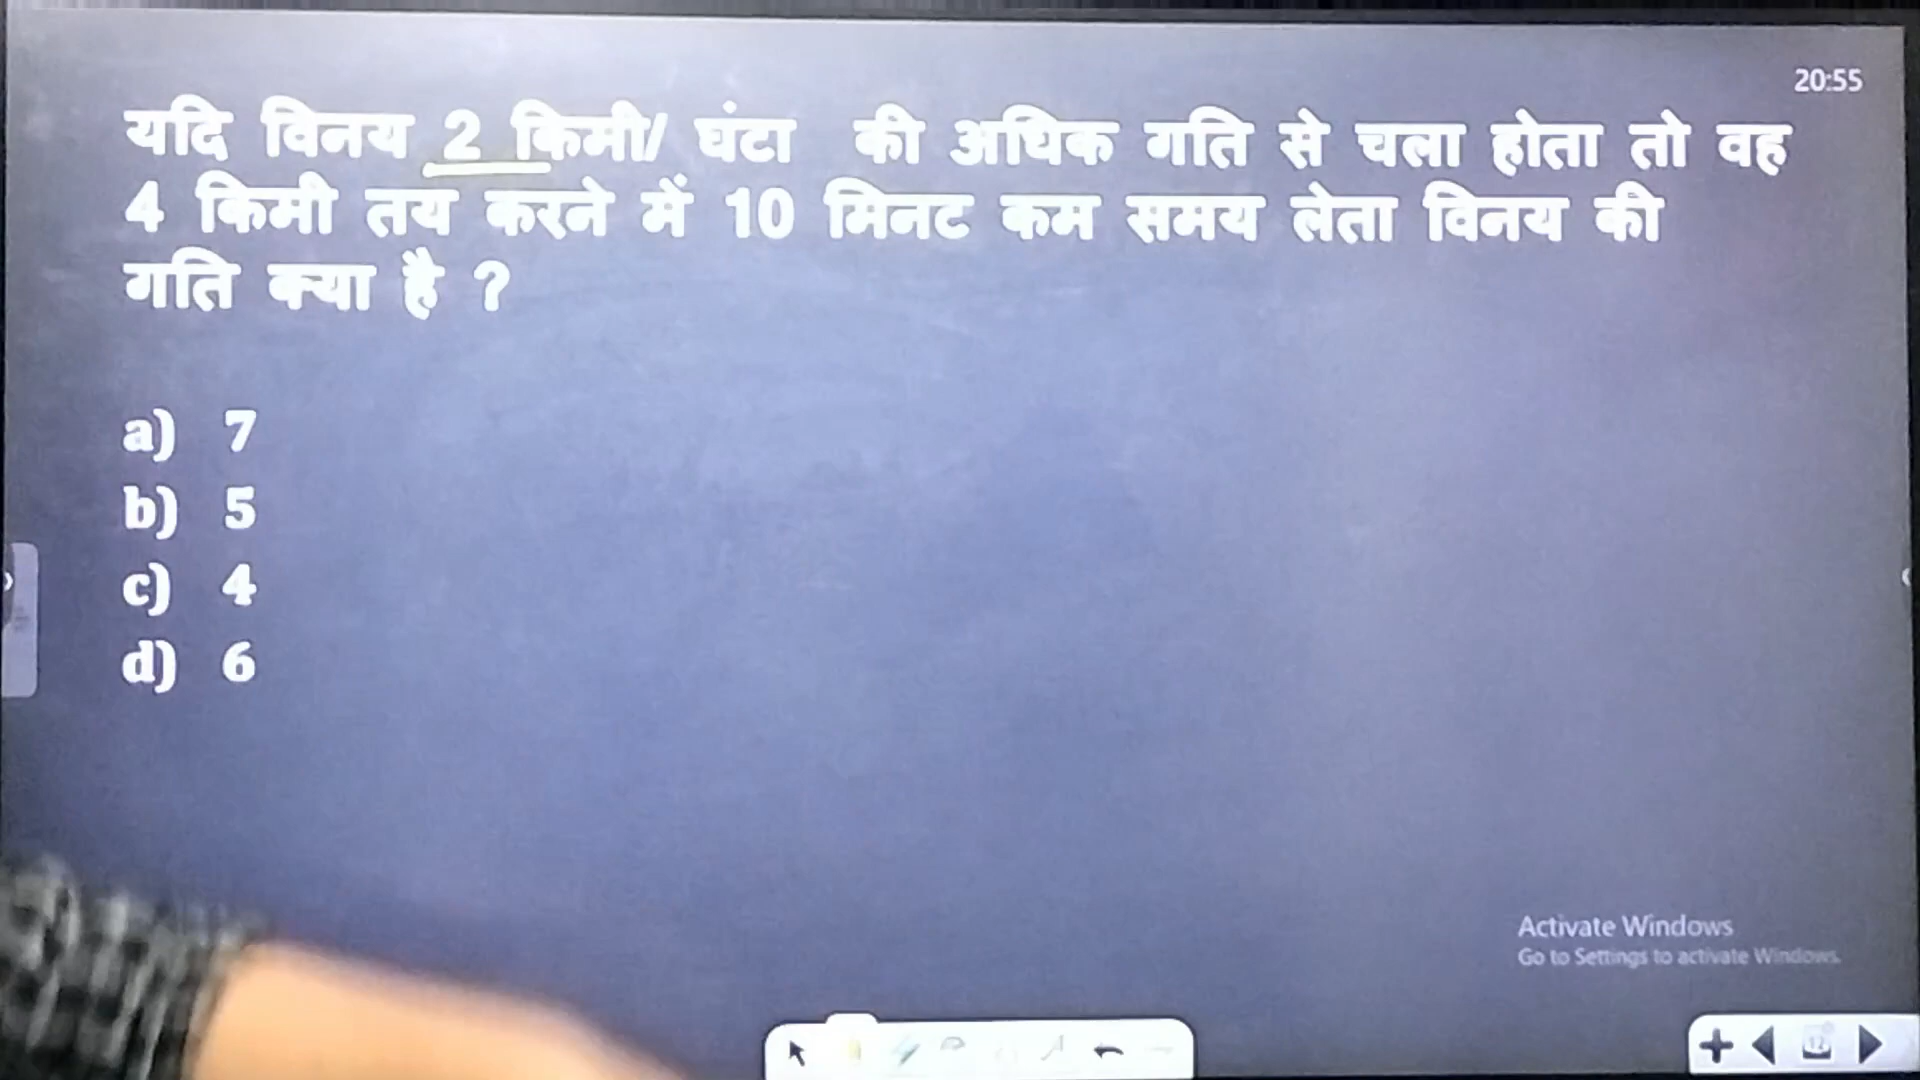 20:55
यदि विनय 2 किमी/ घंटा की अधिक गति से चला होता तो वह
4 किमी तय करने में 10 मिनट कम समय लेता विनय की
गति क्या है ?
a) 7
b) 5
c) 4
d) 6
Activate Windows
Go to Settings to activate Windows.
12